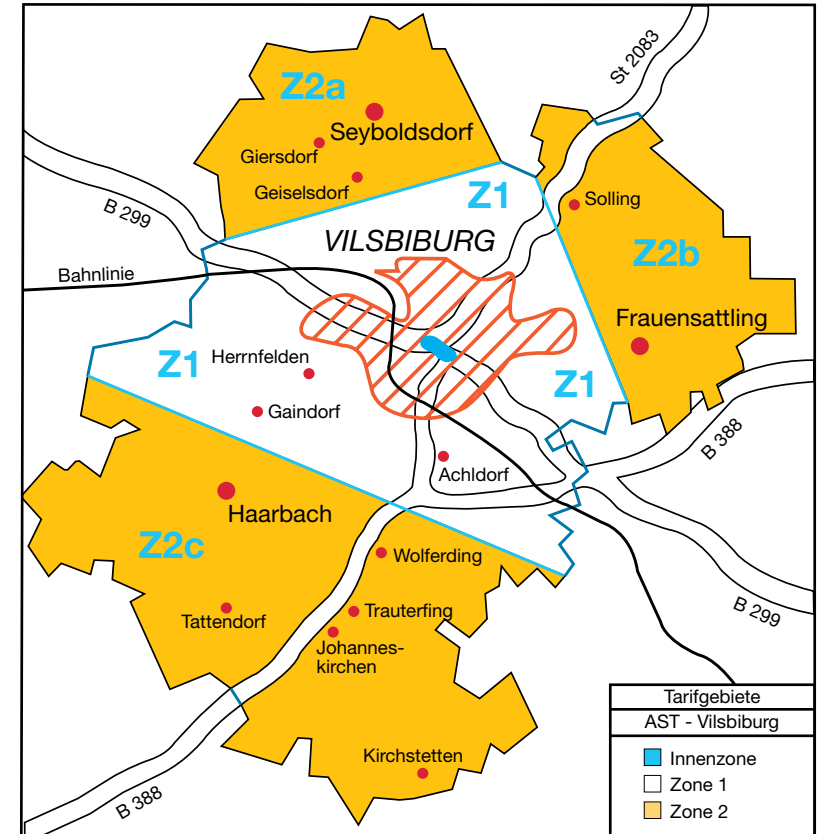 St 2083
Z2a
Seyboldsdorf
Giersdorf
Geiselsdorf
Z1
Solling
B 299
VILSBIBURG
Z2b
Bahnlinie
Frauensattling
Z1
Herrnfelden
Z1
Gaindorf
B 388
Achldorf
Haarbach
Z2c
Wolferding
Tattendorf
Trauterfing
Johannes-
kirchen
B 299
Kirchstetten
B 388
Tarifgebiete
AST - Vilsbiburg
Innenzone
Zone 1
Zone 2